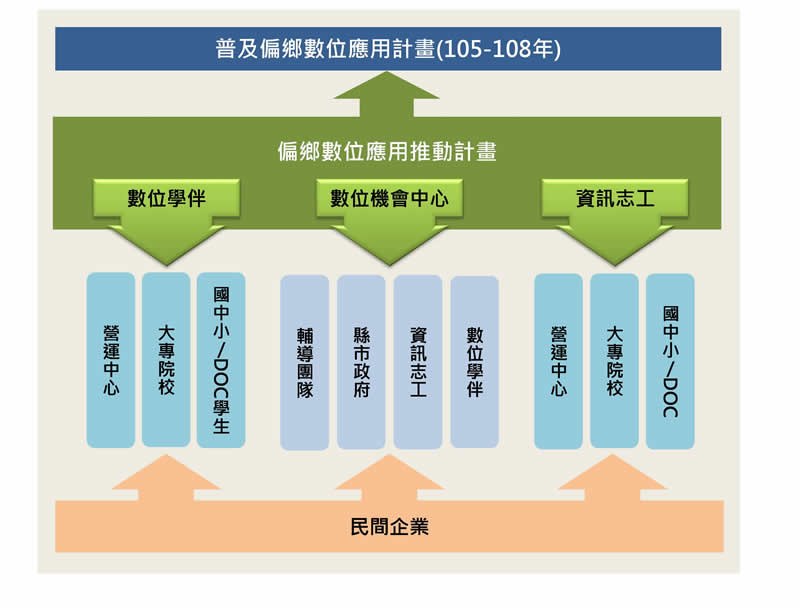 普及偏鄉數位應用計畫(105-108年)
偏鄉數位應用推動計畫
數位學伴
數位機會中心
資訊志工
營運中心
大專院校
國中小/DOC學生
輔導團隊
縣市政府
資訊志工
數位學伴
營運中心
大專院校
國中小/DOC
民間企業